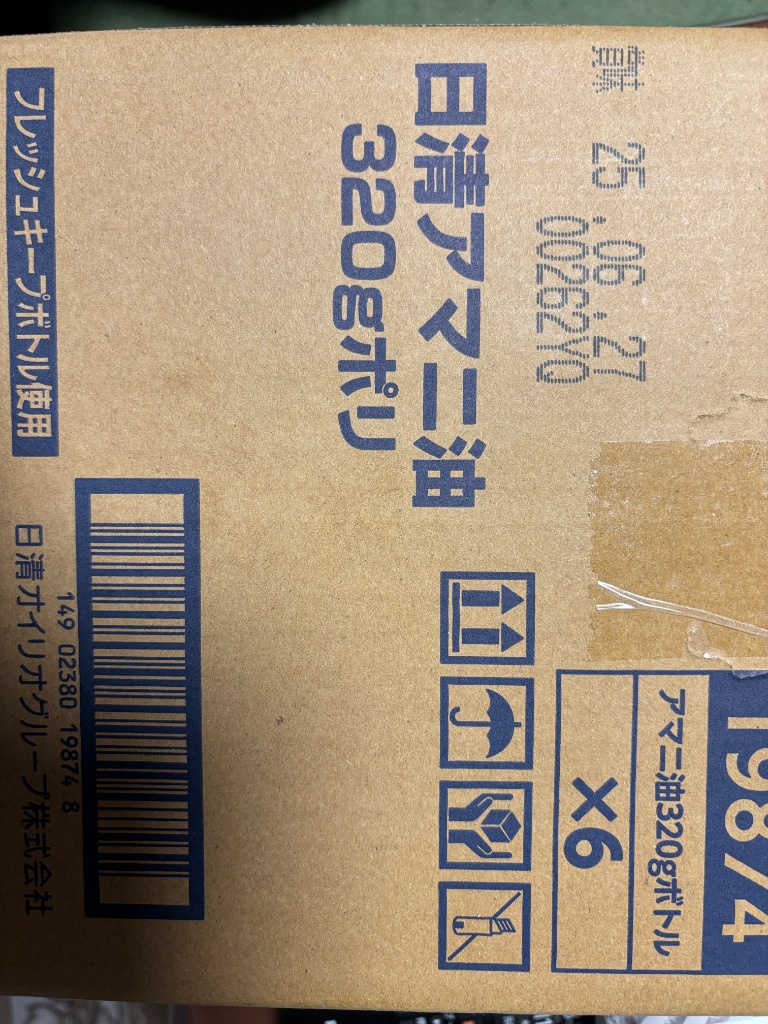 賞味 25.06.27
00262YO
日清アマニ油
320gポリ
19874
アマニ油320gボトル
×6
フレッシュキープボトル使用
149 02380 19874 8
日清オイリオグループ株式会社